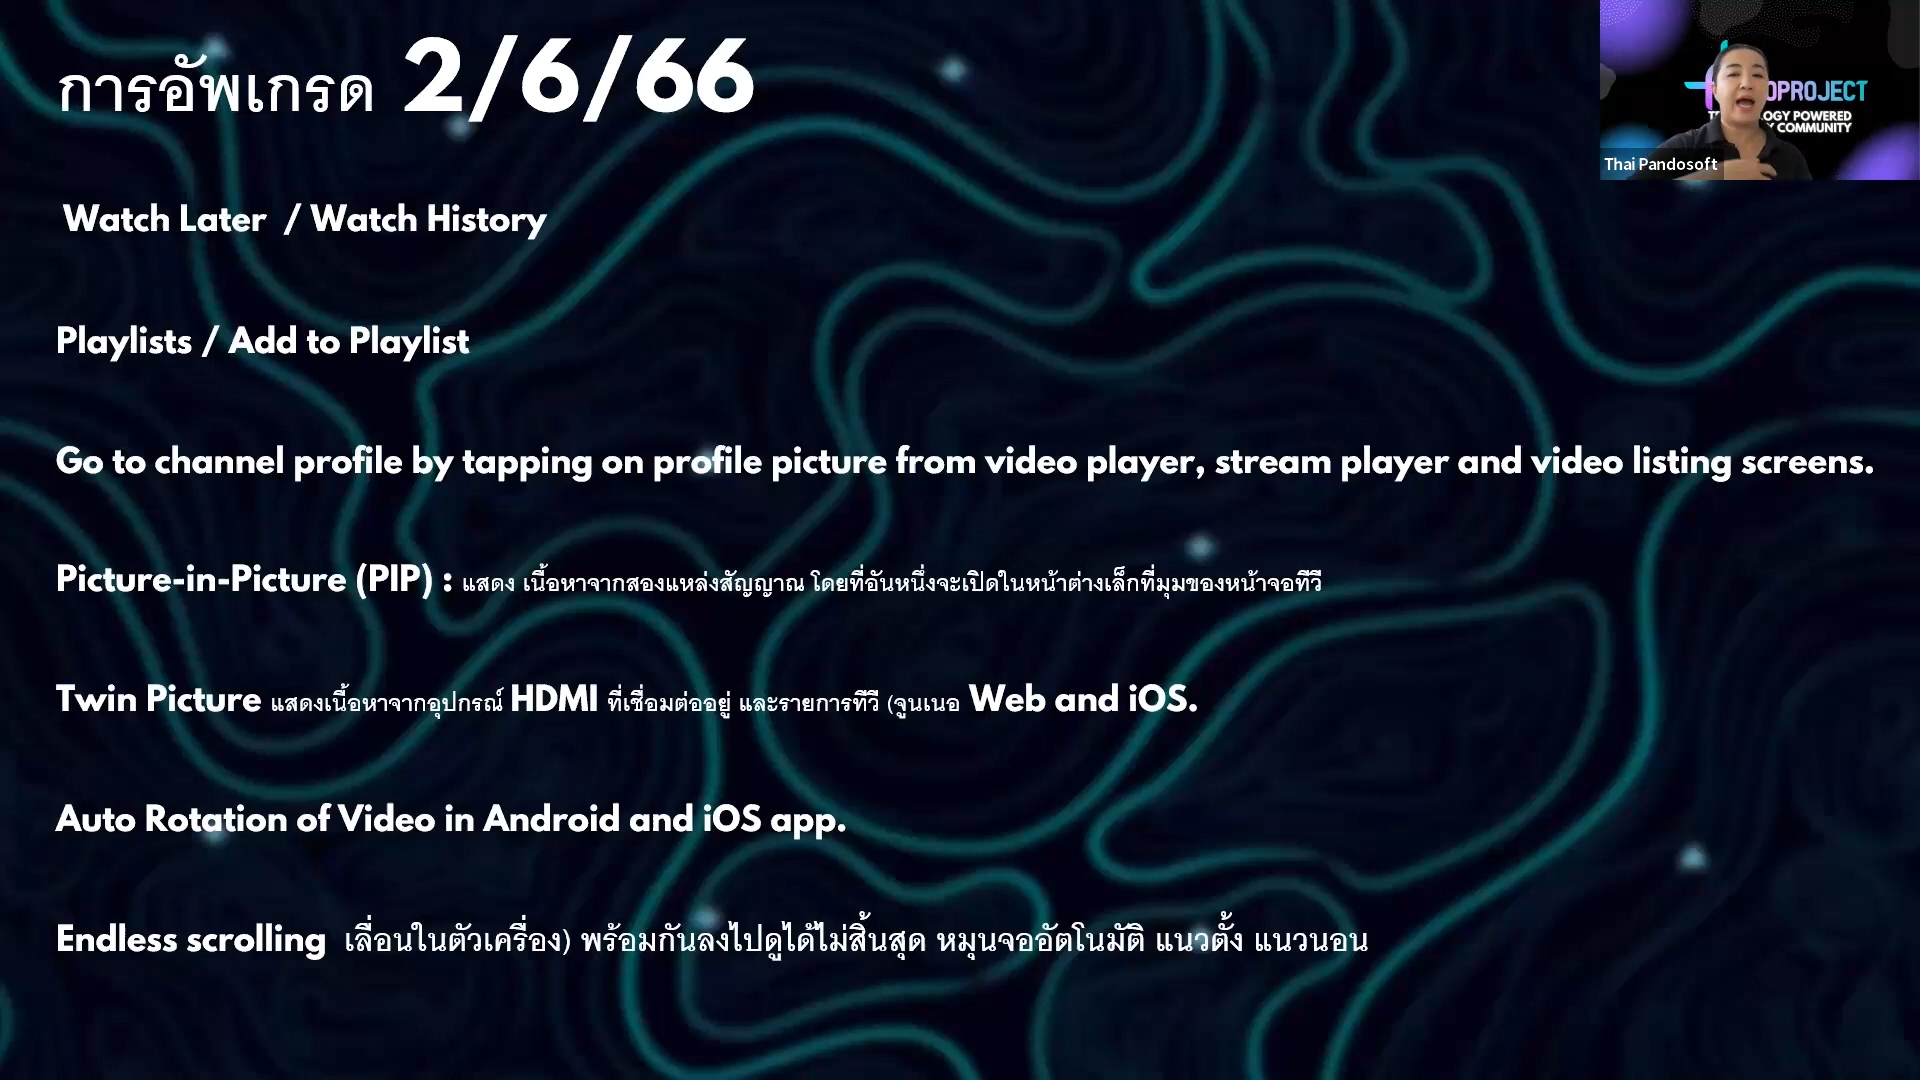 การอัพเกรด 2/6/66
Watch Later / Watch History
Playlists / Add to Playlist
Go to channel profile by tapping on profile picture from video player, stream player and video listing screens.
Picture-in-Picture (PIP) : แสดง เนื้อหาจากสองแหล่งสัญญาณ โดยที่อันหนึ่งจะเปิดในหน้าต่างเล็กที่มุมของหน้าจอทีวี
Twin Picture แสดงเนื้อหาจากอุปกรณ์ HDMI ที่เชื่อมต่ออยู่ และรายการทีวี (จูนเนอ Web and iOS.
Auto Rotation of Video in Android and iOS app.
Endless scrolling เลื่อนในตัวเครื่อง) พร้อมกันลงไปดูได้ไม่สิ้นสุด หมุนจออัตโนมัติ แนวตั้ง แนวนอน
OPROJECT
POWERED
COMMUNITY
Thai Pandosoft